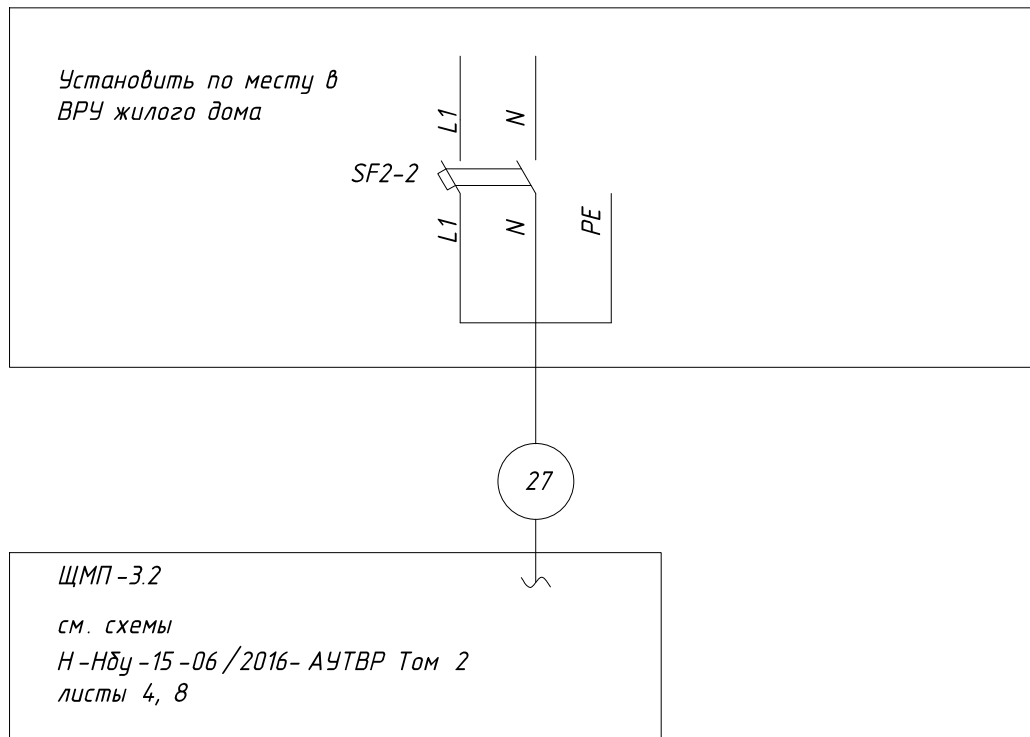 Установить по месту в
ВРУ жилого дома
L1
N
SF2-2
L1
N
PE
27
ЩМП-3.2
см. схемы
Н-Нбу-15-06/2016-АУТВР Том 2
листы 4, 8